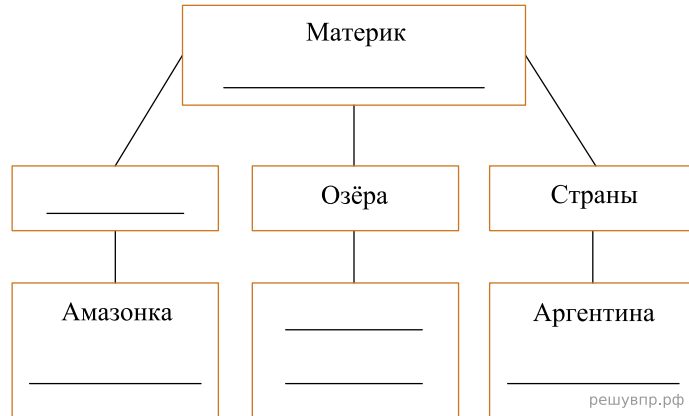 Материк
Озёра
Страны
Амазонка
Аргентина
решувпр.рф